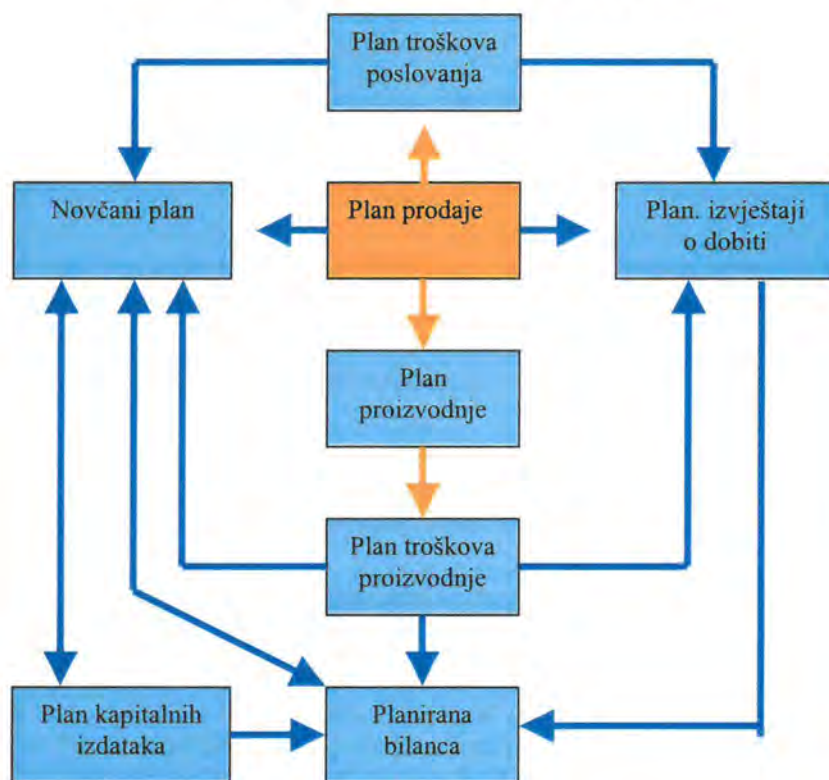 Plan troškova
poslovanja
Novčani plan
Plan prodaje
Plan. izvještaji
o dobiti
Plan
proizvodnje
Plan troškova
proizvodnje
Plan kapitalnih
izdataka
Planirana
bilanca